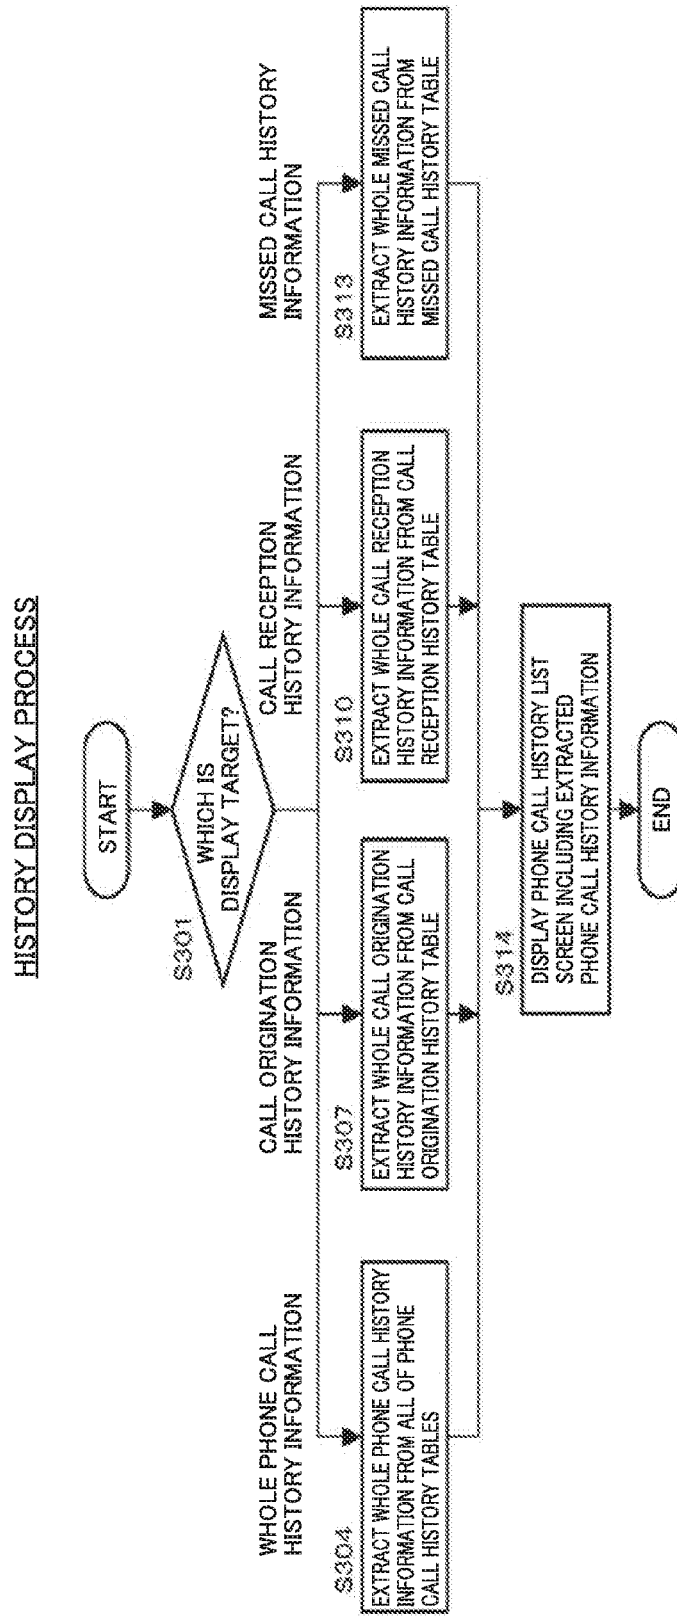 HISTORY DISPLAY PROCESS
START
S301
WHICH IS
DISPLAY TARGET?
WHOLE PHONE CALL
HISTORY INFORMATION
CALL ORIGINATION
HISTORY INFORMATION
CALL RECEPTION
HISTORY INFORMATION
MISSED CALL HISTORY
INFORMATION
S304
EXTRACT WHOLE PHONE CALL HISTORY
INFORMATION FROM ALL OF PHONE
CALL HISTORY TABLES
S307
EXTRACT WHOLE CALL ORIGINATION
HISTORY INFORMATION FROM CALL
ORIGINATION HISTORY TABLE
S310
EXTRACT WHOLE CALL RECEPTION
HISTORY INFORMATION FROM CALL
RECEPTION HISTORY TABLE
S313
EXTRACT WHOLE MISSED CALL
HISTORY INFORMATION FROM
MISSED CALL HISTORY TABLE
S314
DISPLAY PHONE CALL HISTORY LIST
SCREEN INCLUDING EXTRACTED
PHONE CALL HISTORY INFORMATION
END